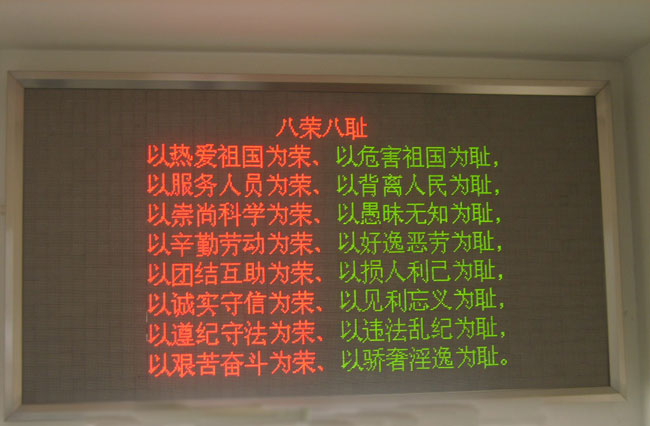 八荣八耻
以热爱祖国为荣、以危害祖国为耻，
以服务人员为荣、以背离人民为耻，
以崇尚科学为荣、以愚昧无知为耻，
以辛勤劳动为荣、以好逸恶劳为耻，
以团结互助为荣、以损人利己为耻，
以诚实守信为荣、以见利忘义为耻，
以遵纪守法为荣、以违法乱纪为耻，
以艰苦奋斗为荣、以骄奢淫逸为耻。